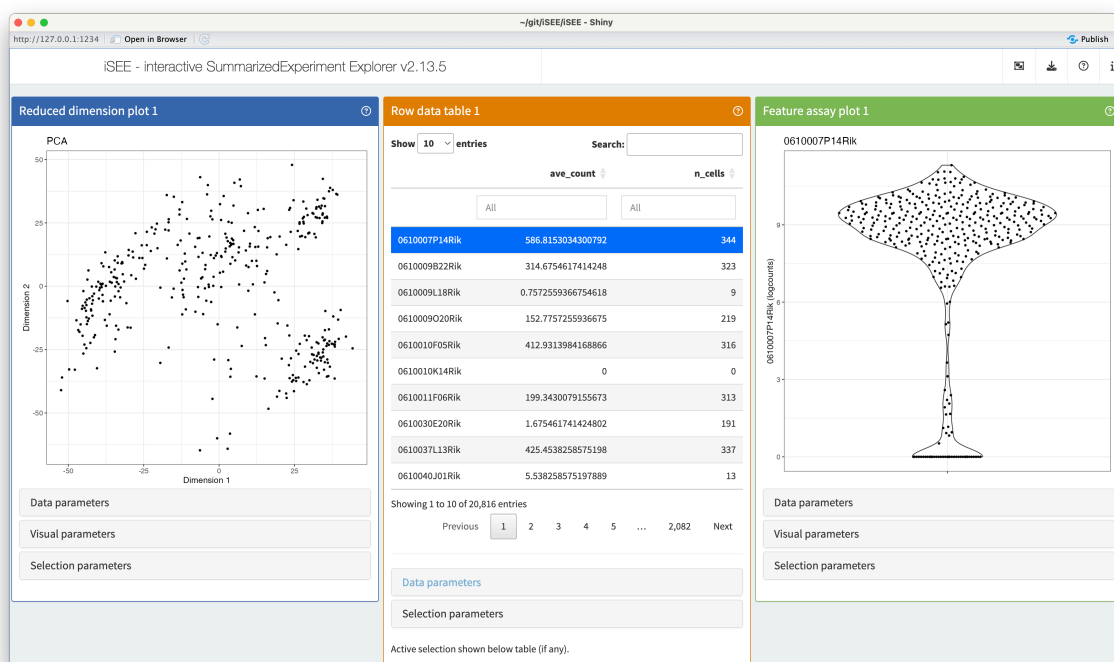 ~/git/iSEE/iSEE - Shiny
http://127.0.0.1:1234 Open in Browser Publish
iSEE - interactive SummarizedExperiment Explorer v2.13.5
Reduced dimension plot 1
PCA
50
25
0
-25
-50
Dimension 2
-50 -25 0 25
Dimension 1
Data parameters
Visual parameters
Selection parameters
Row data table 1
Show 10 entries Search:
ave_count n_cells
All All
0610007P14Rik 586.8153034300792 344
0610009B22Rik 314.6754617414248 323
0610009L18Rik 0.7572559366754618 9
0610009O20Rik 152.7757255936675 219
0610010F05Rik 412.9313984168866 316
0610010K14Rik 0 0
0610011F06Rik 199.3430079155673 313
0610030E20Rik 1.675461741424802 191
0610037L13Rik 425.4538258575198 337
0610040J01Rik 5.538258575197889 13
Showing 1 to 10 of 20,816 entries
Previous 1 2 3 4 5 … 2,082 Next
Data parameters
Selection parameters
Active selection shown below table (if any).
Feature assay plot 1
0610007P14Rik
9
6
3
0
0610007P14Rik (logcounts)
Data parameters
Visual parameters
Selection parameters